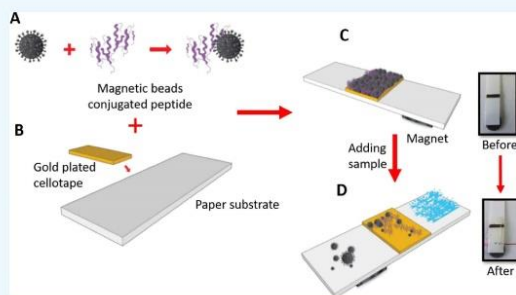 A
Magnetic beads
conjugated peptide
B
Gold plated
cellotape
Paper substrate
C
Magnet
Adding
sample
D
Before
After